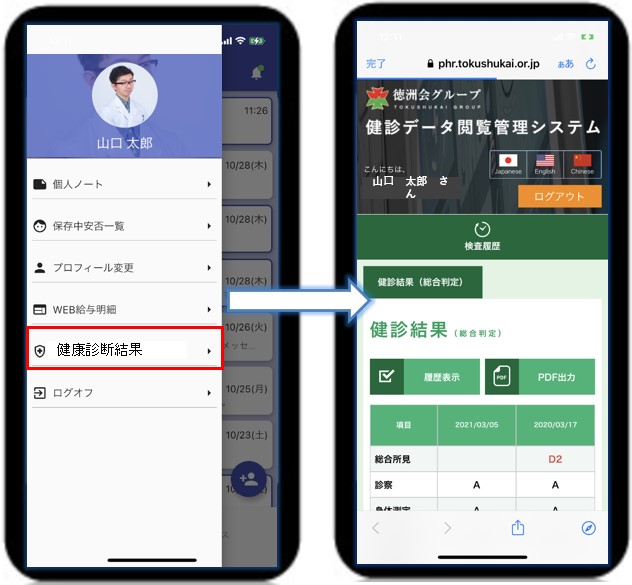 山口 太郎
個人ノート
保存中安否一覧
プロフィール変更
WEB給与明細
健康診断結果
ログオフ
11:26
10/28(木)
10/28(木)
10/28(木)
10/26(火)
メッセ...
10/25(月)
10/23(土)
完了
phr.tokushukai.or.jp
ああ
徳洲会グループ
TOKUSHUKAI GROUP
健診データ閲覧管理システム
こんにちは、
山口 太郎 さ
ん
Japanese
English
Chinese
ログアウト
検査履歴
健診結果（総合判定）
健診結果（総合判定）
履歴表示
PDF
PDF出力
項目 2021/03/05 2020/03/17
総合所見 D2
診察 A A
身体測定 A A